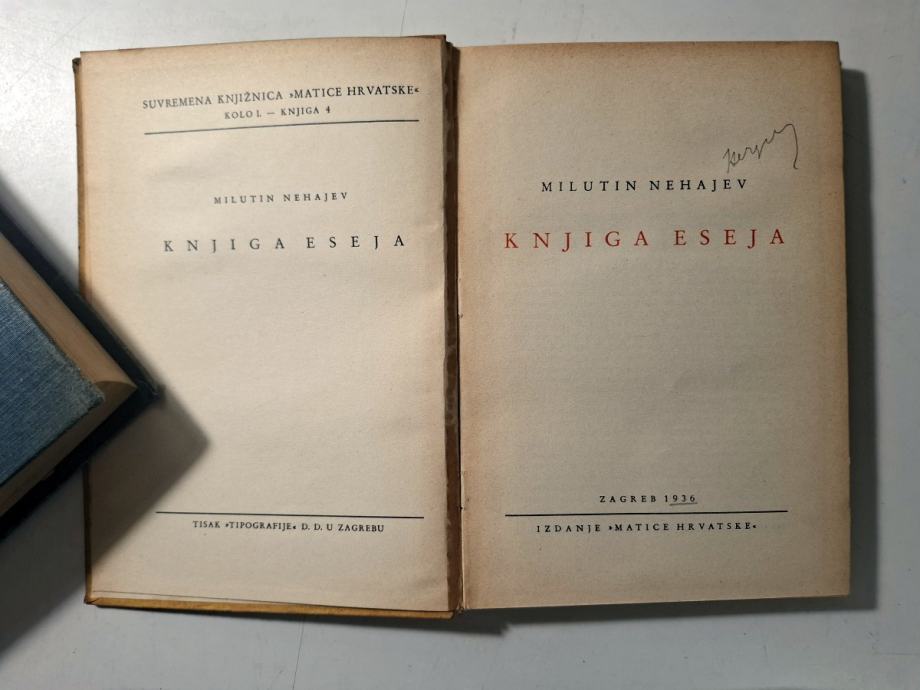 SUVREMENA KNJIŽNICA »MATICE HRVATSKE«
KOLO I. — KNJIGA 4
MILUTIN NEHAJEV
KNJIGA ESEJA
TISAK »TIPOGRAFIJE« D. D. U ZAGREBU
MILUTIN NEHAJEV
KNJIGA ESEJA
ZAGREB 1936
IZDANJE »MATICE HRVATSKE«